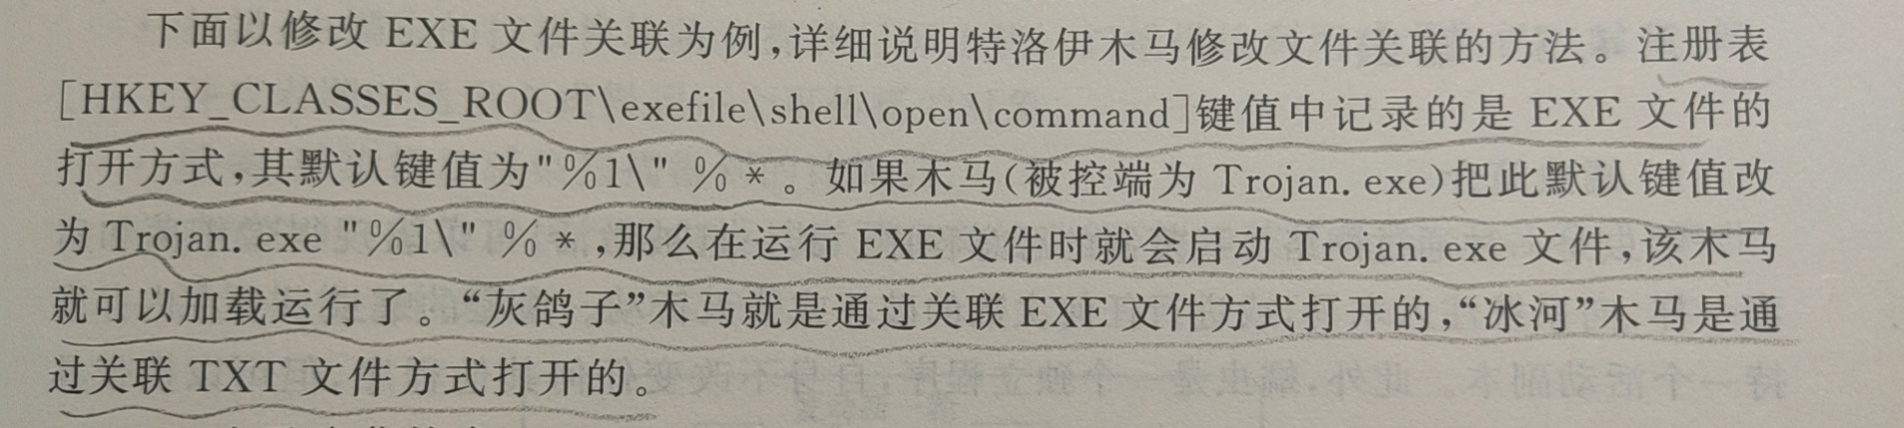 下面以修改 EXE 文件关联为例,详细说明特洛伊木马修改文件关联的方法。注册表
[HKEY_CLASSES_ROOT\exefile\shell\open\command]键值中记录的是 EXE 文件的
打开方式,其默认键值为"%1\" %*。如果木马(被控端为 Trojan. exe)把此默认键值改
为 Trojan. exe "%1\" %*,那么在运行 EXE 文件时就会启动 Trojan. exe 文件,该木马
就可以加载运行了。“灰鸽子”木马就是通过关联 EXE 文件方式打开的,“冰河”木马是通
过关联 TXT 文件方式打开的。